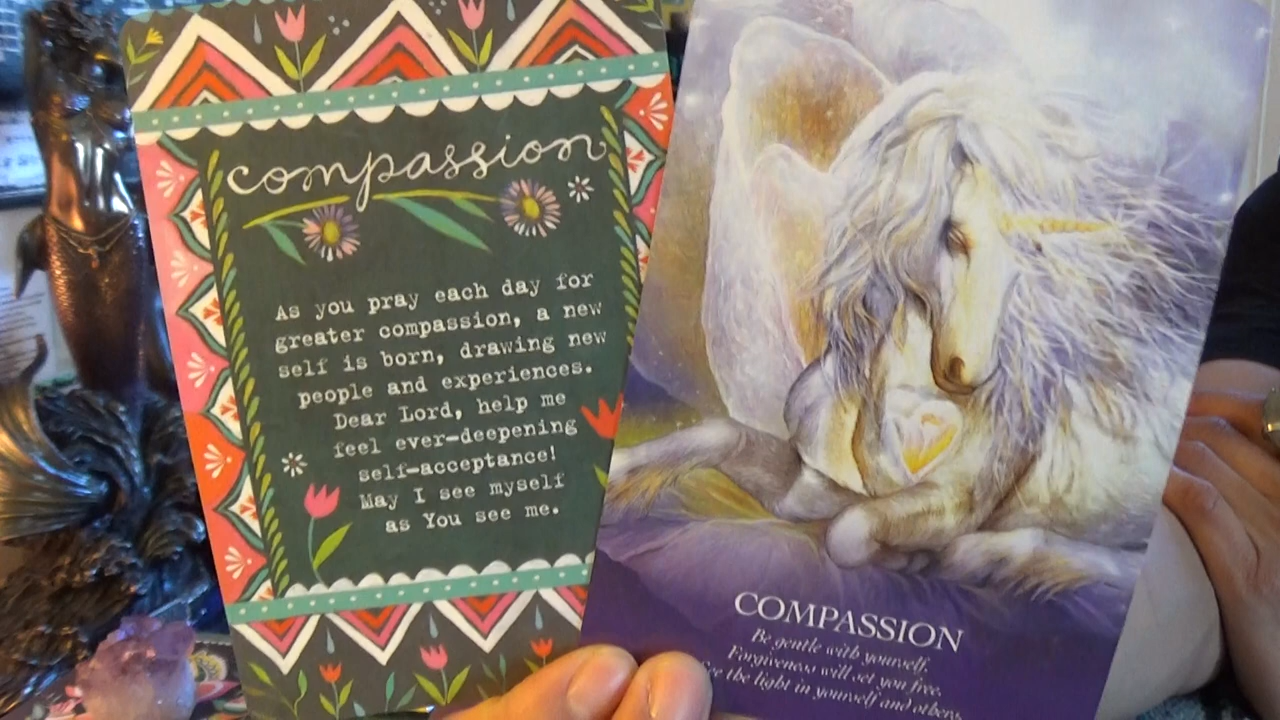 compassion
As you pray each day for
greater compassion, a new
self is born, drawing new
people and experiences.
Dear Lord, help me
feel ever-deepening
self-acceptance!
May I see myself
as You see me.
COMPASSION
Be gentle with yourself.
Forgiveness will set you free.
See the light in yourself and others.